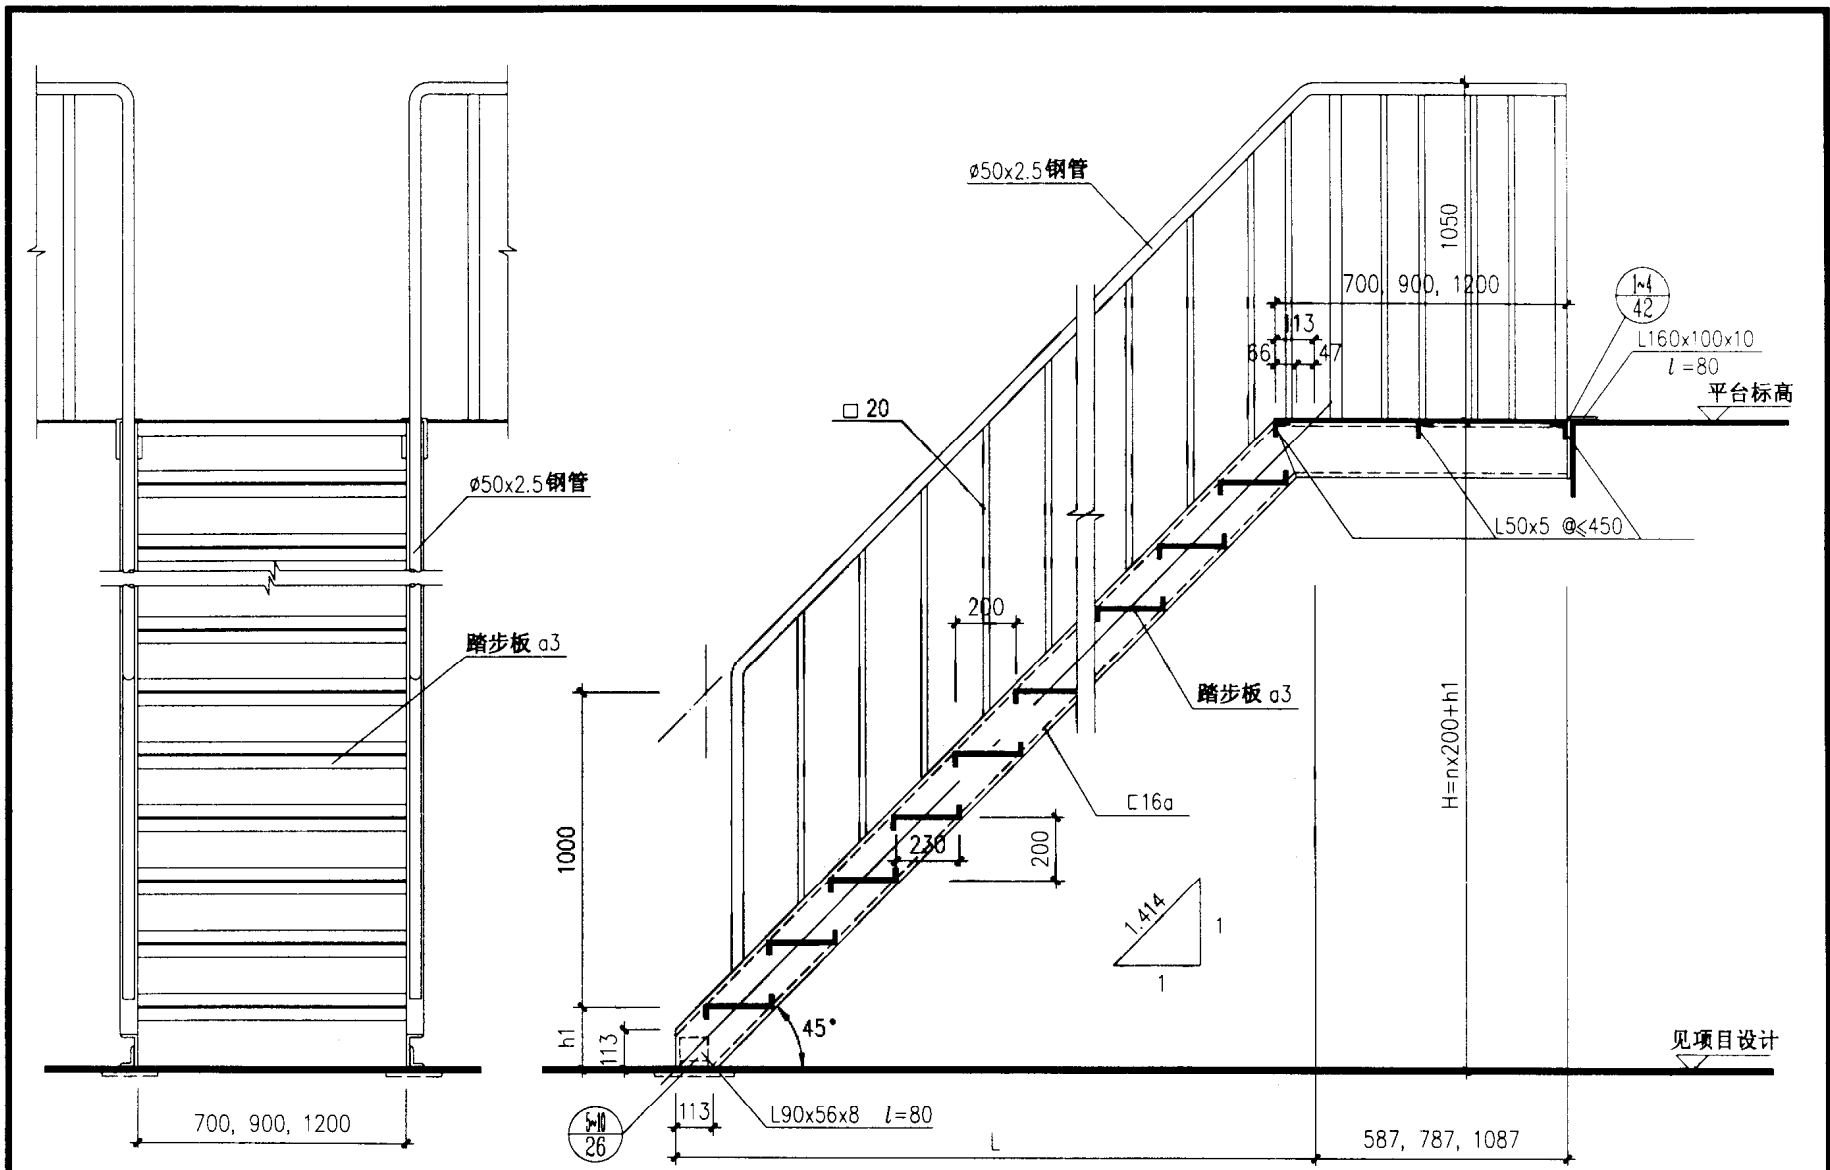 ø50x2.5钢管
1050
700, 900, 1200
1~4
42
113
L160x100x10
66
47
l=80
平台标高
□ 20
ø50x2.5钢管
L50x5 @≤450
200
踏步板 a3
踏步板 a3
H=nx200+h1
[16a
1000
230
200
1.414
1
1
h1
113
45°
见项目设计
700, 900, 1200
5~10
26
113
L90x56x8 l=80
L
587, 787, 1087